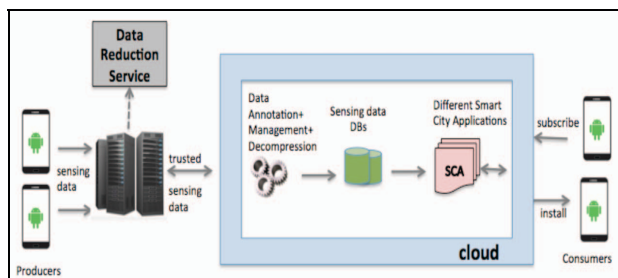 Data
Reduction
Service
sensing
data
Producers
trusted
sensing
data
Data
Annotation+
Management+
Decompression
Sensing data
DBs
Different Smart
City Applications
SCA
cloud
subscribe
install
Consumers